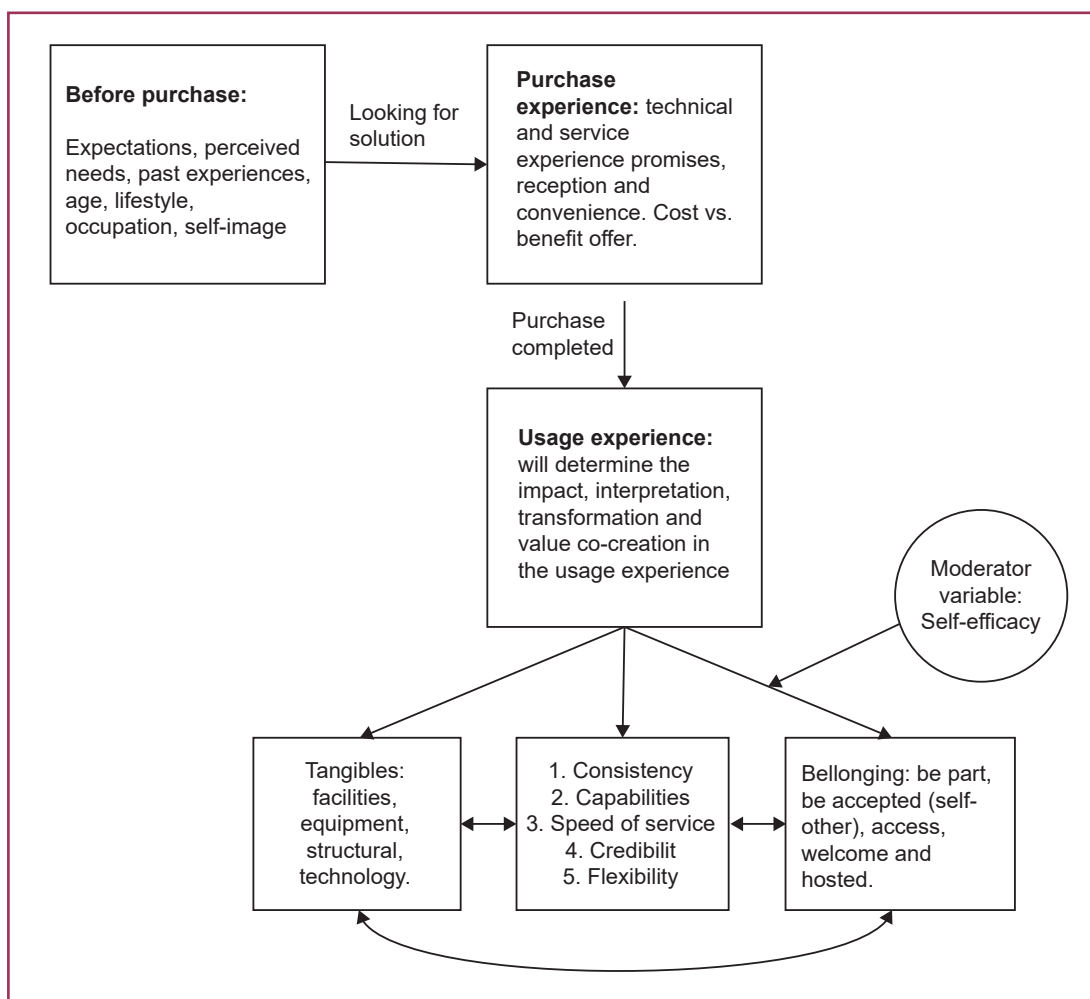 Before purchase:
Expectations, perceived
needs, past experiences,
age, lifestyle,
occupation, self-image
Looking for
solution
Purchase
experience: technical
and service
experience promises,
reception and
convenience. Cost vs.
benefit offer.
Purchase
completed
Usage experience:
will determine the
impact, interpretation,
transformation and
value co-creation in
the usage experience
Moderator
variable:
Self-efficacy
Tangibles:
facilities,
equipment,
structural,
technology.
1. Consistency
2. Capabilities
3. Speed of service
4. Credibilit
5. Flexibility
Bellonging: be part,
be accepted (self-
other), access,
welcome and
hosted.